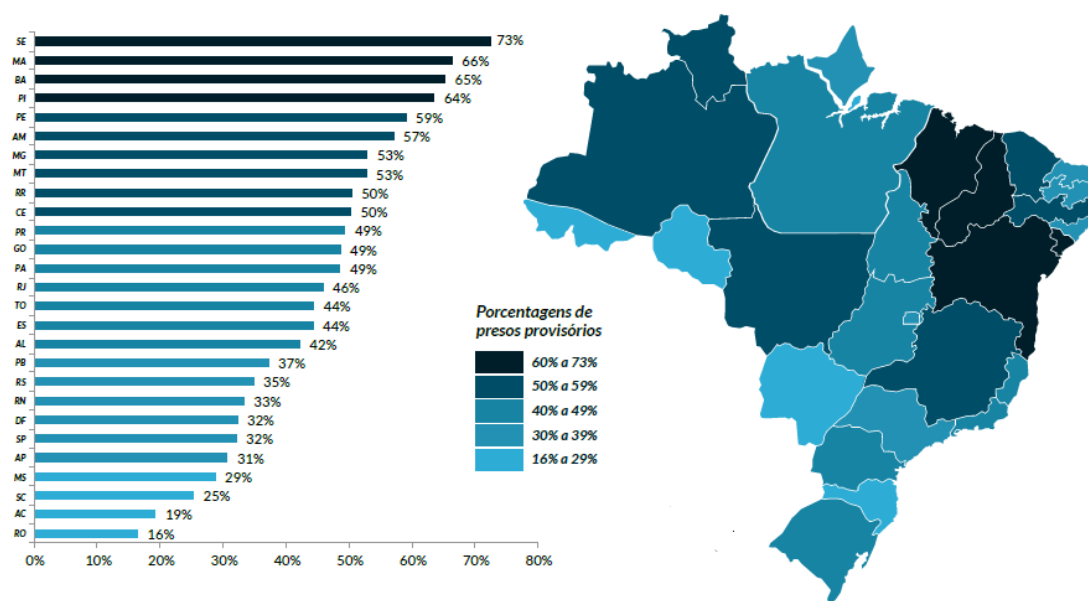 SE 73%
MA 66%
BA 65%
PI 64%
PE 59%
AM 57%
MG 53%
MT 53%
RR 50%
CE 50%
PR 49%
GO 49%
PA 49%
RJ 46%
TO 44%
ES 44%
AL 42%
PB 37%
RS 35%
RN 33%
DF 32%
SP 32%
AP 31%
MS 29%
SC 25%
AC 19%
RO 16%
0% 10% 20% 30% 40% 50% 60% 70% 80%
Porcentagens de
presos provisórios
60% a 73%
50% a 59%
40% a 49%
30% a 39%
16% a 29%